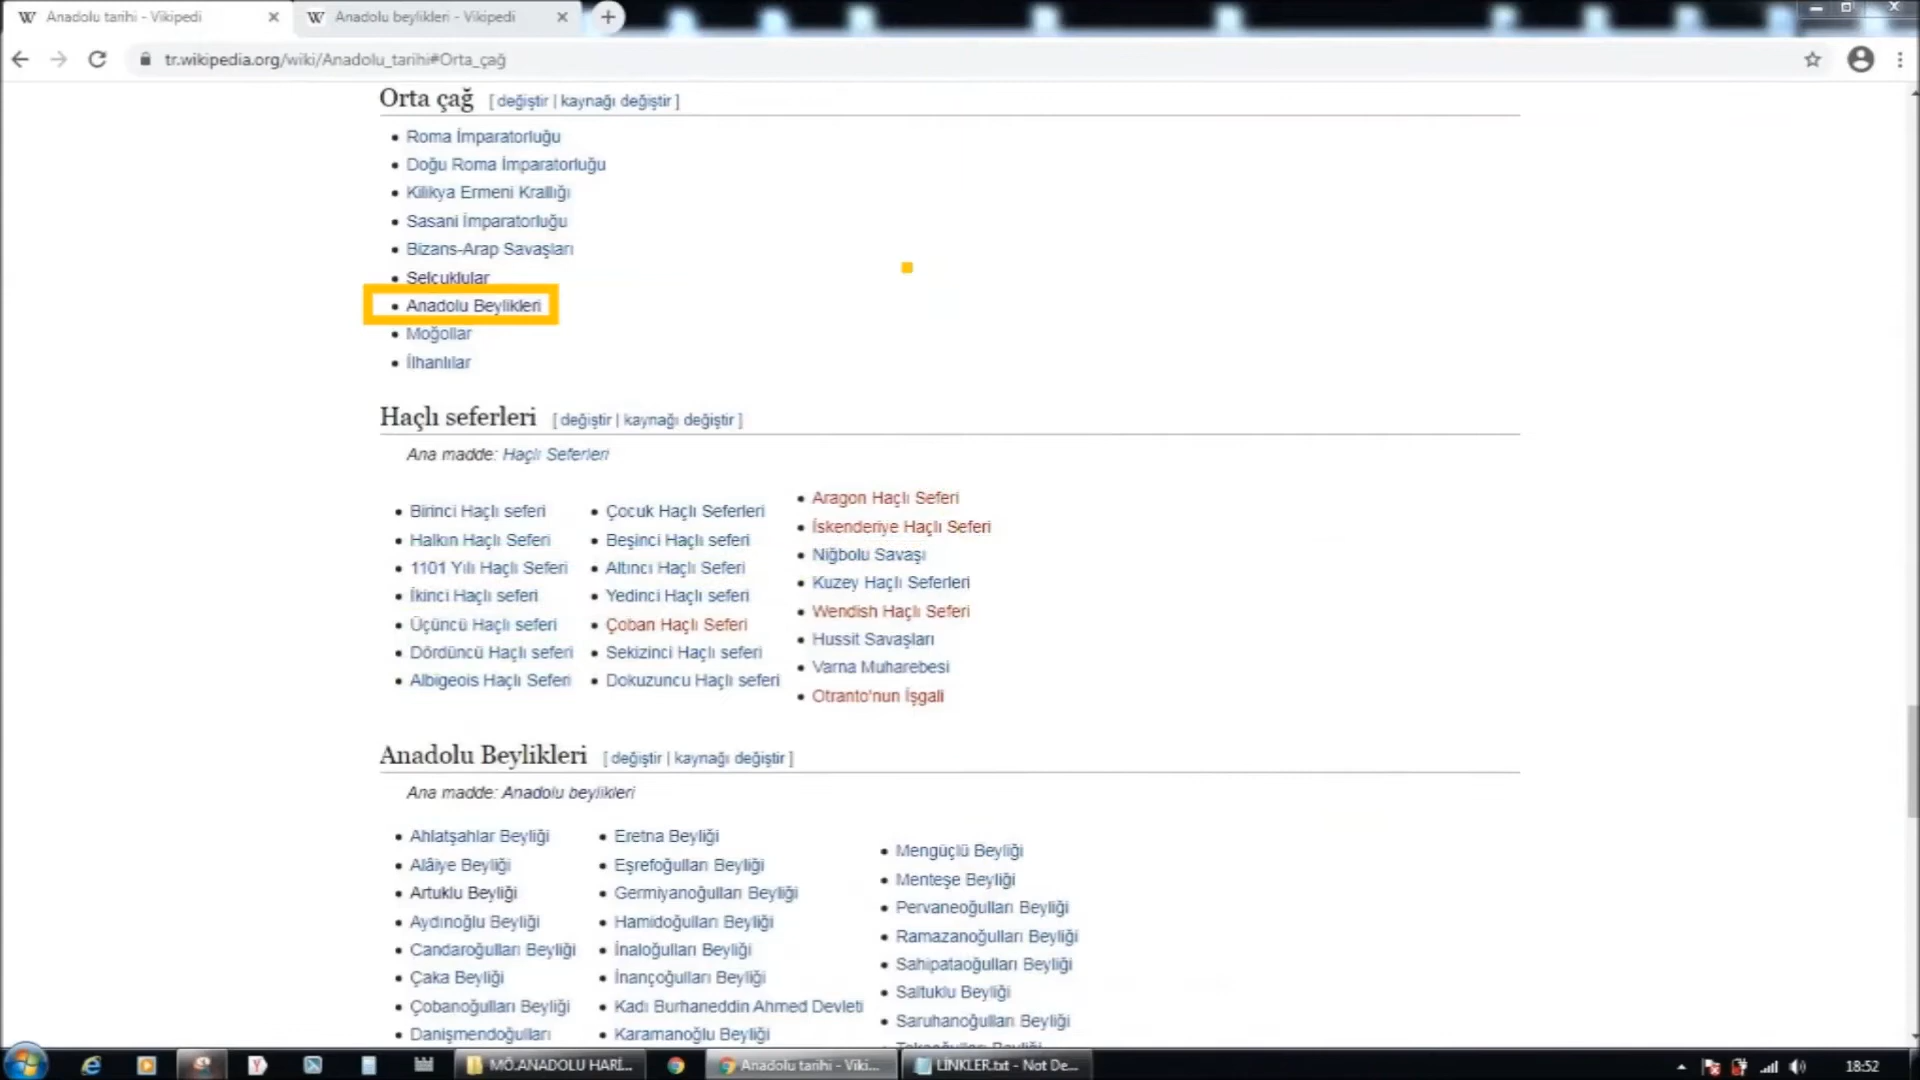 Anadolu tarihi - Vikipedi
Anadolu beylikleri - Vikipedi
tr.wikipedia.org/wiki/Anadolu_tarihi#Orta_çağ
Orta çağ [ değiştir | kaynağı değiştir ]
Roma İmparatorluğu
Doğu Roma İmparatorluğu
Kilikya Ermeni Krallığı
Sasani İmparatorluğu
Bizans-Arap Savaşları
Selçuklular
Anadolu Beylikleri
Moğollar
İlhanlılar
Haçlı seferleri [ değiştir | kaynağı değiştir ]
Ana madde: Haçlı Seferleri
Birinci Haçlı seferi
Halkın Haçlı Seferi
1101 Yılı Haçlı Seferi
İkinci Haçlı seferi
Üçüncü Haçlı seferi
Dördüncü Haçlı seferi
Albigeois Haçlı Seferi
Çocuk Haçlı Seferleri
Beşinci Haçlı seferi
Altıncı Haçlı Seferi
Yedinci Haçlı seferi
Çoban Haçlı Seferi
Sekizinci Haçlı seferi
Dokuzuncu Haçlı seferi
Aragon Haçlı Seferi
İskenderiye Haçlı Seferi
Niğbolu Savaşı
Kuzey Haçlı Seferleri
Wendish Haçlı Seferi
Hussit Savaşları
Varna Muharebesi
Otranto'nun İşgali
Anadolu Beylikleri [ değiştir | kaynağı değiştir ]
Ana madde: Anadolu beylikleri
Ahlatşahlar Beyliği
Alâiye Beyliği
Artuklu Beyliği
Aydınoğlu Beyliği
Candaroğulları Beyliği
Çaka Beyliği
Çobanoğulları Beyliği
Danişmendoğulları
Eretna Beyliği
Eşrefoğulları Beyliği
Germiyanoğulları Beyliği
Hamidoğulları Beyliği
İnaloğulları Beyliği
İnançoğulları Beyliği
Kadı Burhaneddin Ahmed Devleti
Karamanoğlu Beyliği
Mengüçlü Beyliği
Menteşe Beyliği
Pervaneoğulları Beyliği
Ramazanoğulları Beyliği
Sahipataoğulları Beyliği
Saltuklu Beyliği
Saruhanoğulları Beyliği
MÖ.ANADOLU HARİ...
Anadolu tarihi - Viki...
LİNKLER.txt - Not De...
18:52